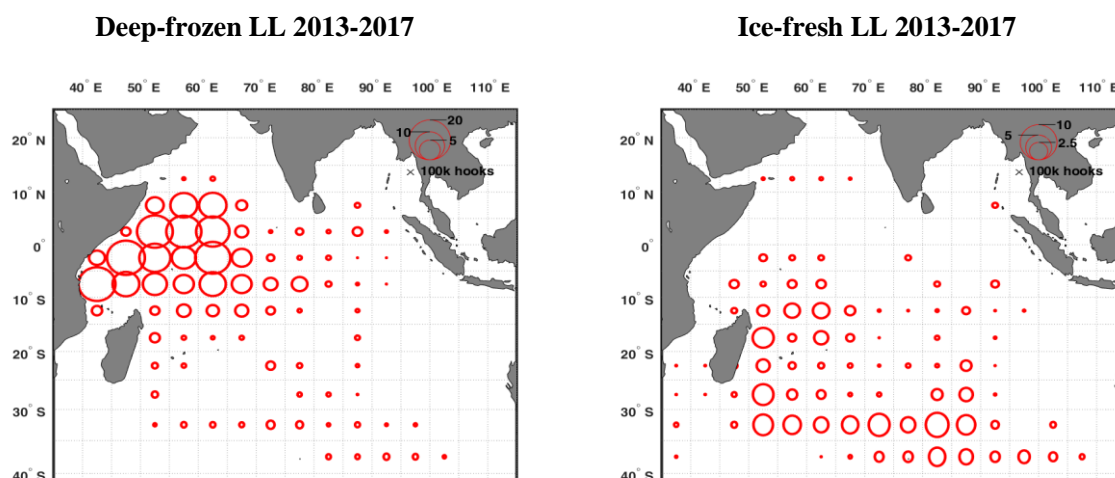 Deep-frozen LL 2013-2017
40° E 50° E 60° E 70° E 80° E 90° E 100° E 110° E
20
10
5
20° N
× 100k hooks
10° N
0°
10° S
20° S
30° S
40° S
Ice-fresh LL 2013-2017
40° E 50° E 60° E 70° E 80° E 90° E 100° E 110° E
10
5
2.5
20° N
× 100k hooks
10° N
0°
10° S
20° S
30° S
40° S